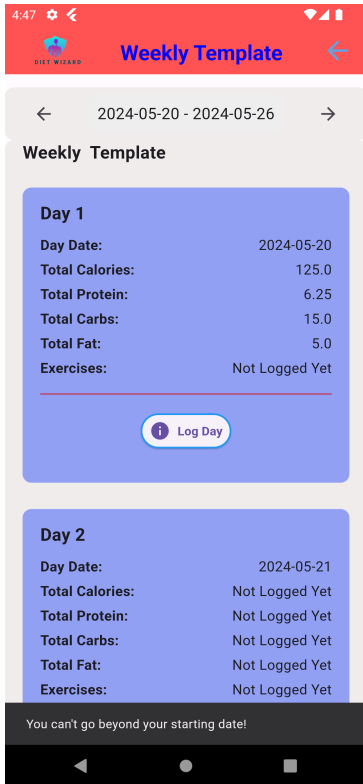 4:47
DIET WIZARD
Weekly Template
2024-05-20 - 2024-05-26
Weekly Template
Day 1
Day Date: 2024-05-20
Total Calories: 125.0
Total Protein: 6.25
Total Carbs: 15.0
Total Fat: 5.0
Exercises: Not Logged Yet
Log Day
Day 2
Day Date: 2024-05-21
Total Calories: Not Logged Yet
Total Protein: Not Logged Yet
Total Carbs: Not Logged Yet
Total Fat: Not Logged Yet
Exercises: Not Logged Yet
You can't go beyond your starting date!